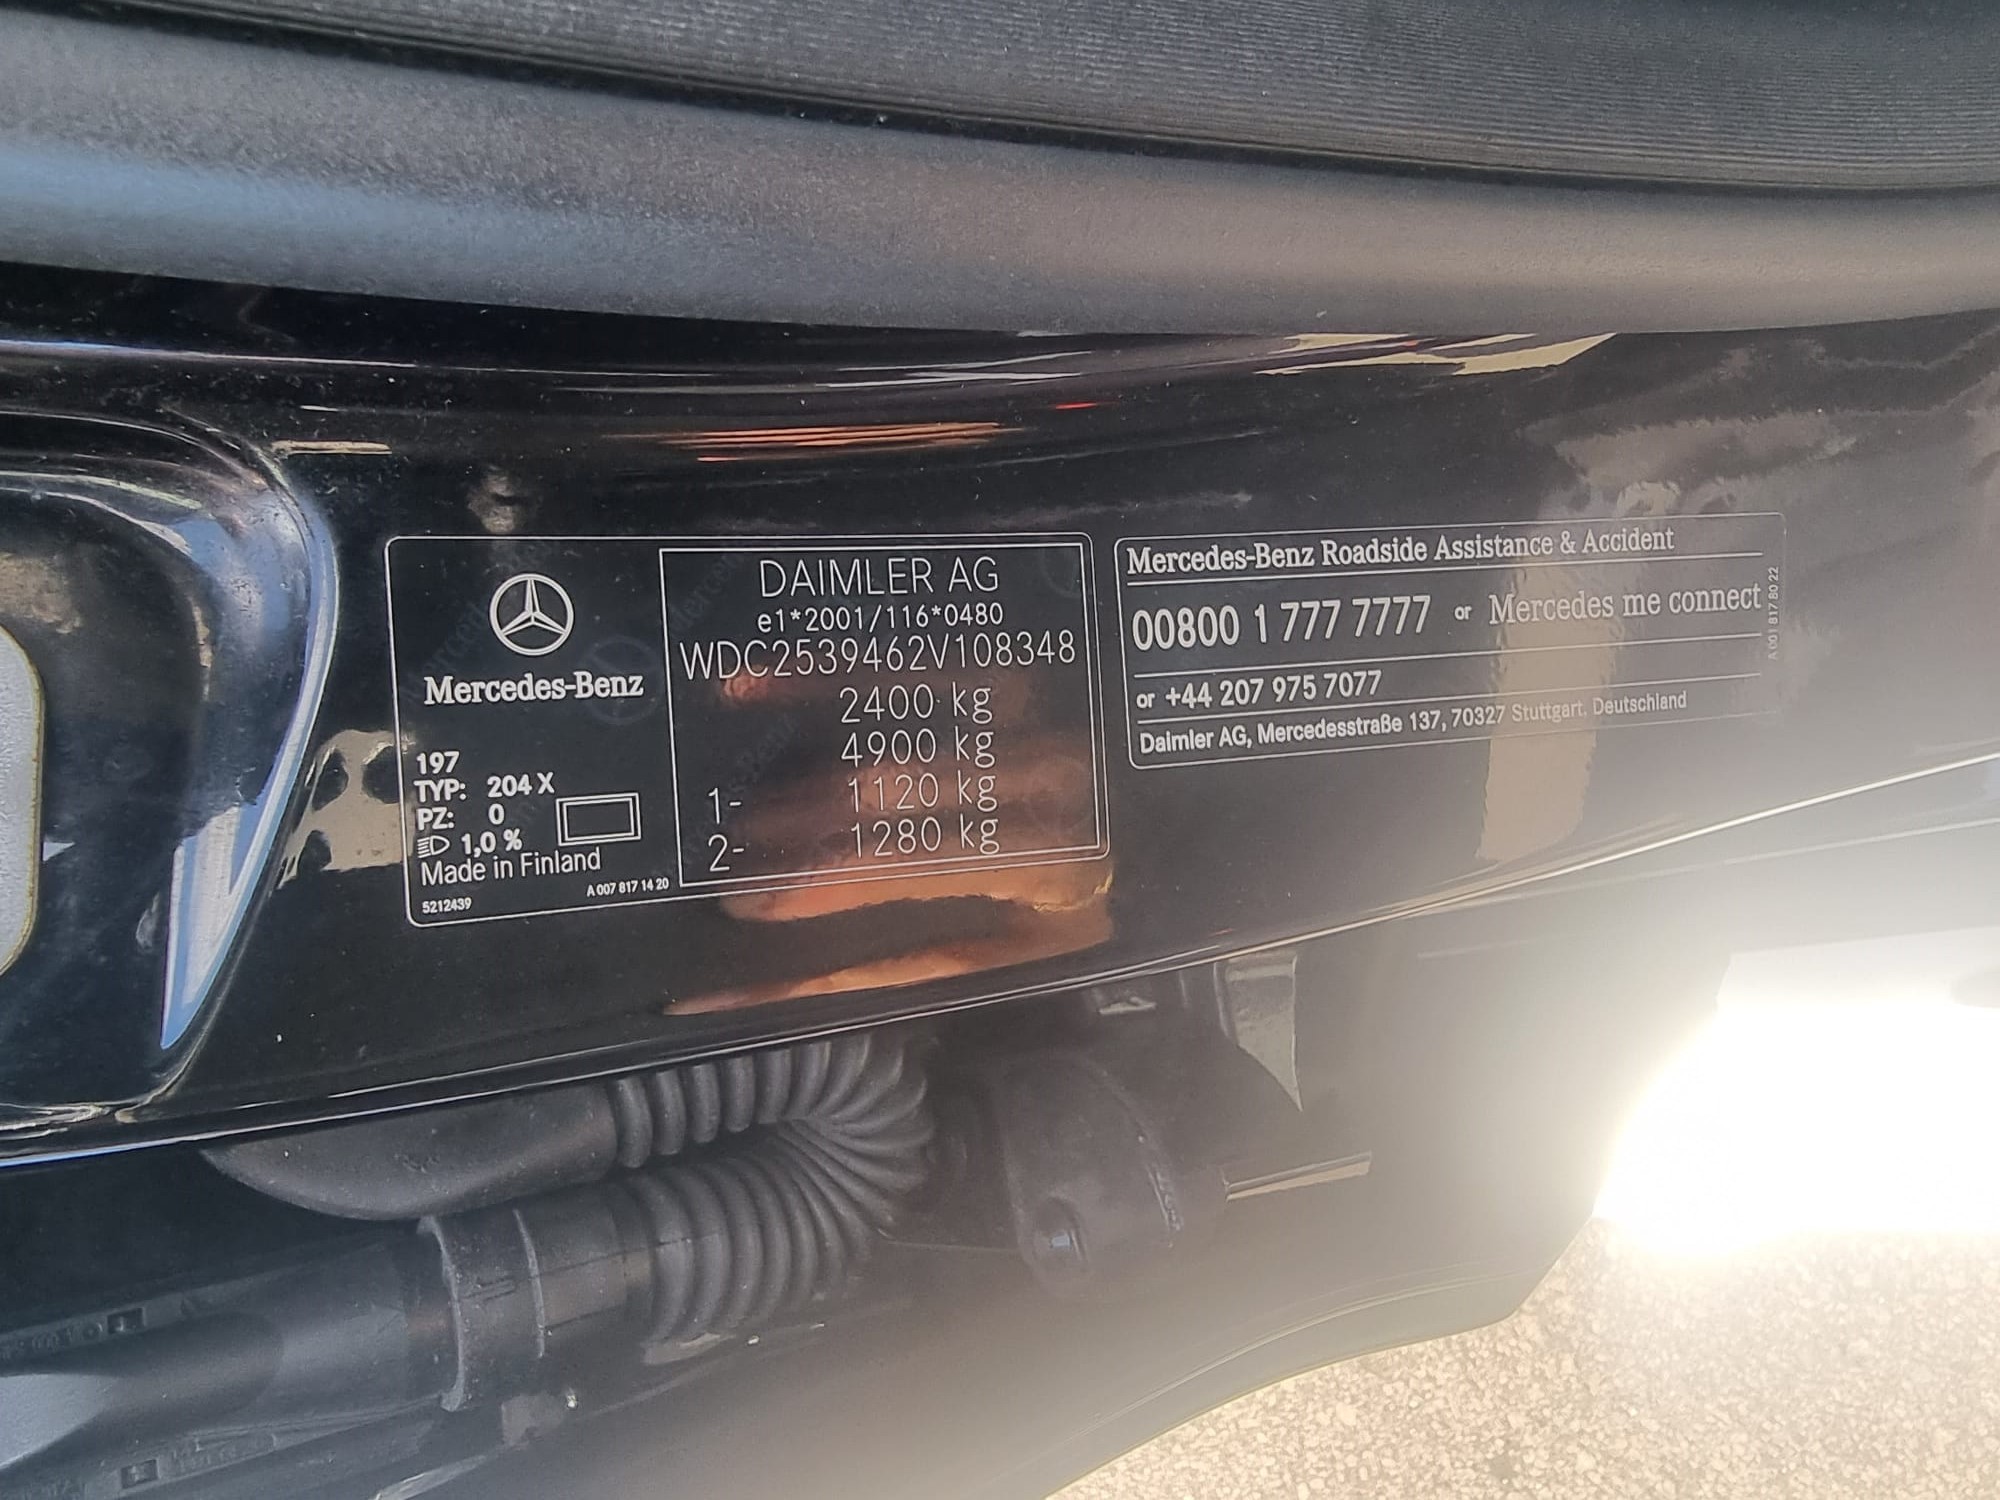 Mercedes-Benz
197
TYP: 204 X
PZ: 0
1,0 %
Made in Finland
A 007 817 14 20
5212439
DAIMLER AG
e1*2001/116*0480
WDC2539462V108348
2400 kg
4900 kg
1- 1120 kg
2- 1280 kg
Mercedes-Benz Roadside Assistance & Accident
00800 1 777 7777 or Mercedes me connect
or +44 207 975 7077
Daimler AG, Mercedesstraße 137, 70327 Stuttgart, Deutschland
A 001 817 80 22